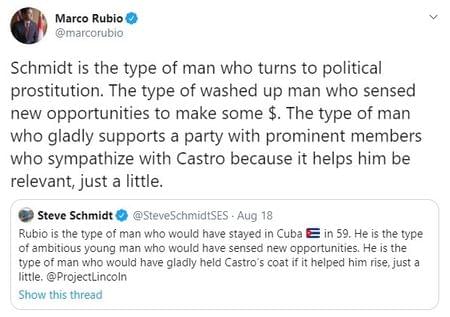 Marco Rubio
@marcorubio
Schmidt is the type of man who turns to political
prostitution. The type of washed up man who sensed
new opportunities to make some $. The type of man
who gladly supports a party with prominent members
who sympathize with Castro because it helps him be
relevant, just a little.
Steve Schmidt @SteveSchmidtSES · Aug 18
Rubio is the type of man who would have stayed in Cuba 🇨🇺 in 59. He is the type
of ambitious young man who would have sensed new opportunities. He is the
type of man who would have gladly held Castro's coat if it helped him rise, just a
little. @ProjectLincoln
Show this thread